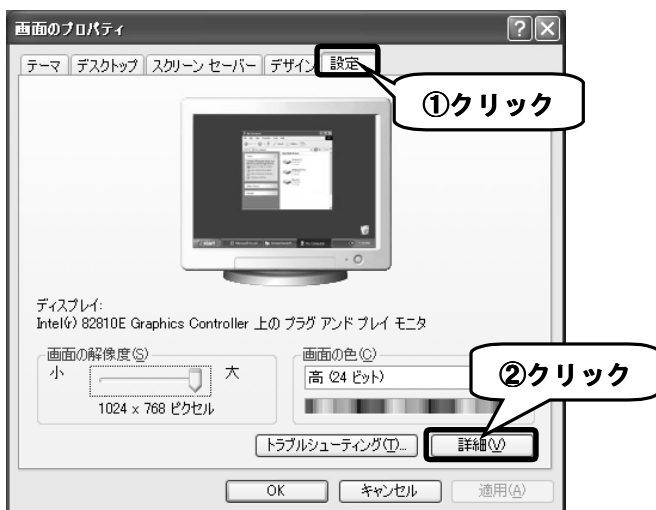 画面のプロパティ
テーマ デスクトップ スクリーン セーバー デザイン 設定
①クリック
ディスプレイ:
Intel(r) 82810E Graphics Controller 上の プラグ アンド プレイ モニタ
画面の解像度(S)
小 大
1024 x 768 ピクセル
画面の色(C)
高 (24 ビット)
②クリック
トラブルシューティング(T)... 詳細(V)
OK キャンセル 適用(A)